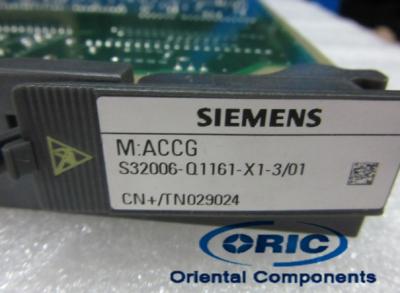 SIEMENS
M:ACCG
S32006-Q1161-X1-3/01
CN+/TN029024
ORIC
Oriental Components